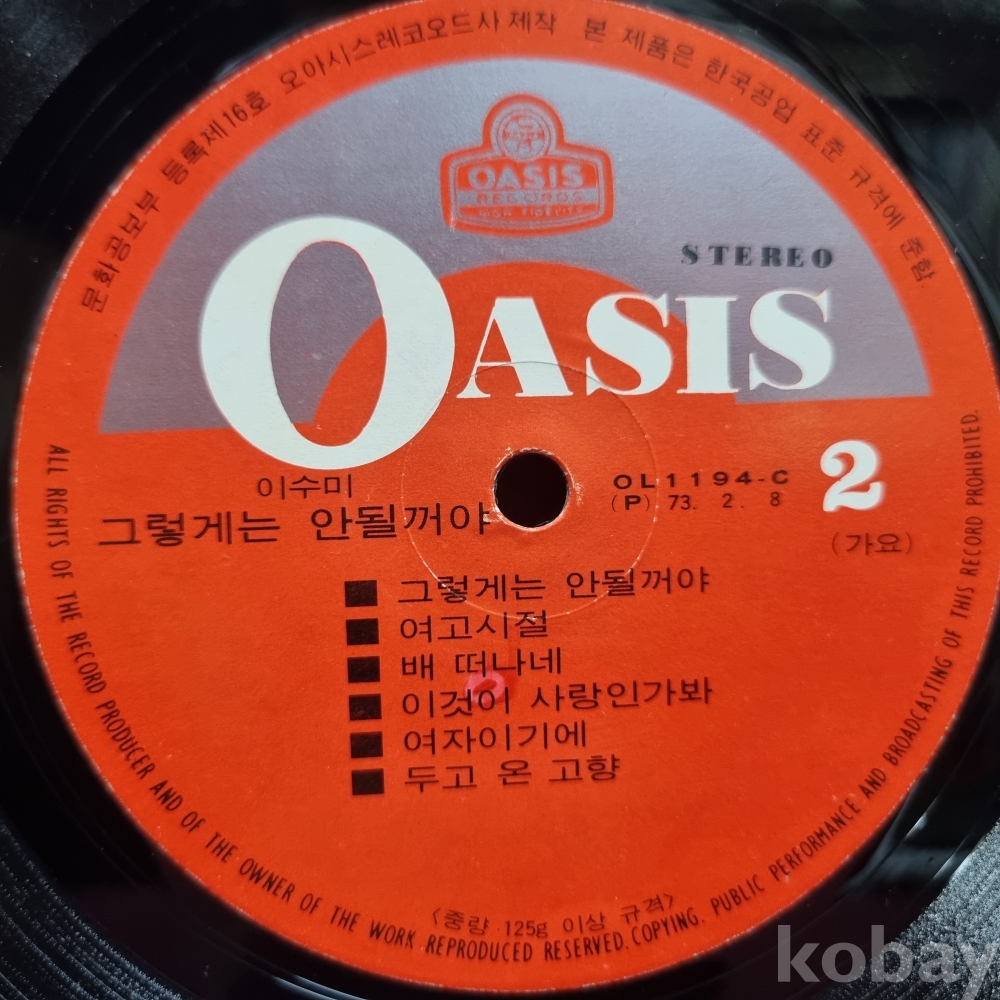 문화공보부 등록제16호 오아시스레코오드사 제작 본 제품은 한국공업 표준 규격에 준함.
OASIS
RECORDS
HIGH FIDELITY
STEREO
OASIS
2
이수미
OL1194-C
(P) 73. 2. 8
그렇게는 안될꺼야
(가요)
■ 그렇게는 안될꺼야
■ 여고시절
■ 배 떠나네
■ 이것이 사랑인가봐
■ 여자이기에
■ 두고 온 고향
<중량 125g 이상 규격>
ALL RIGHTS OF THE RECORD PRODUCER AND OF THE OWNER OF THE WORK REPRODUCED RESERVED. COPYING. PUBLIC PERFORMANCE AND BROADCASTING OF THIS RECORD PROHIBITED.
kobay